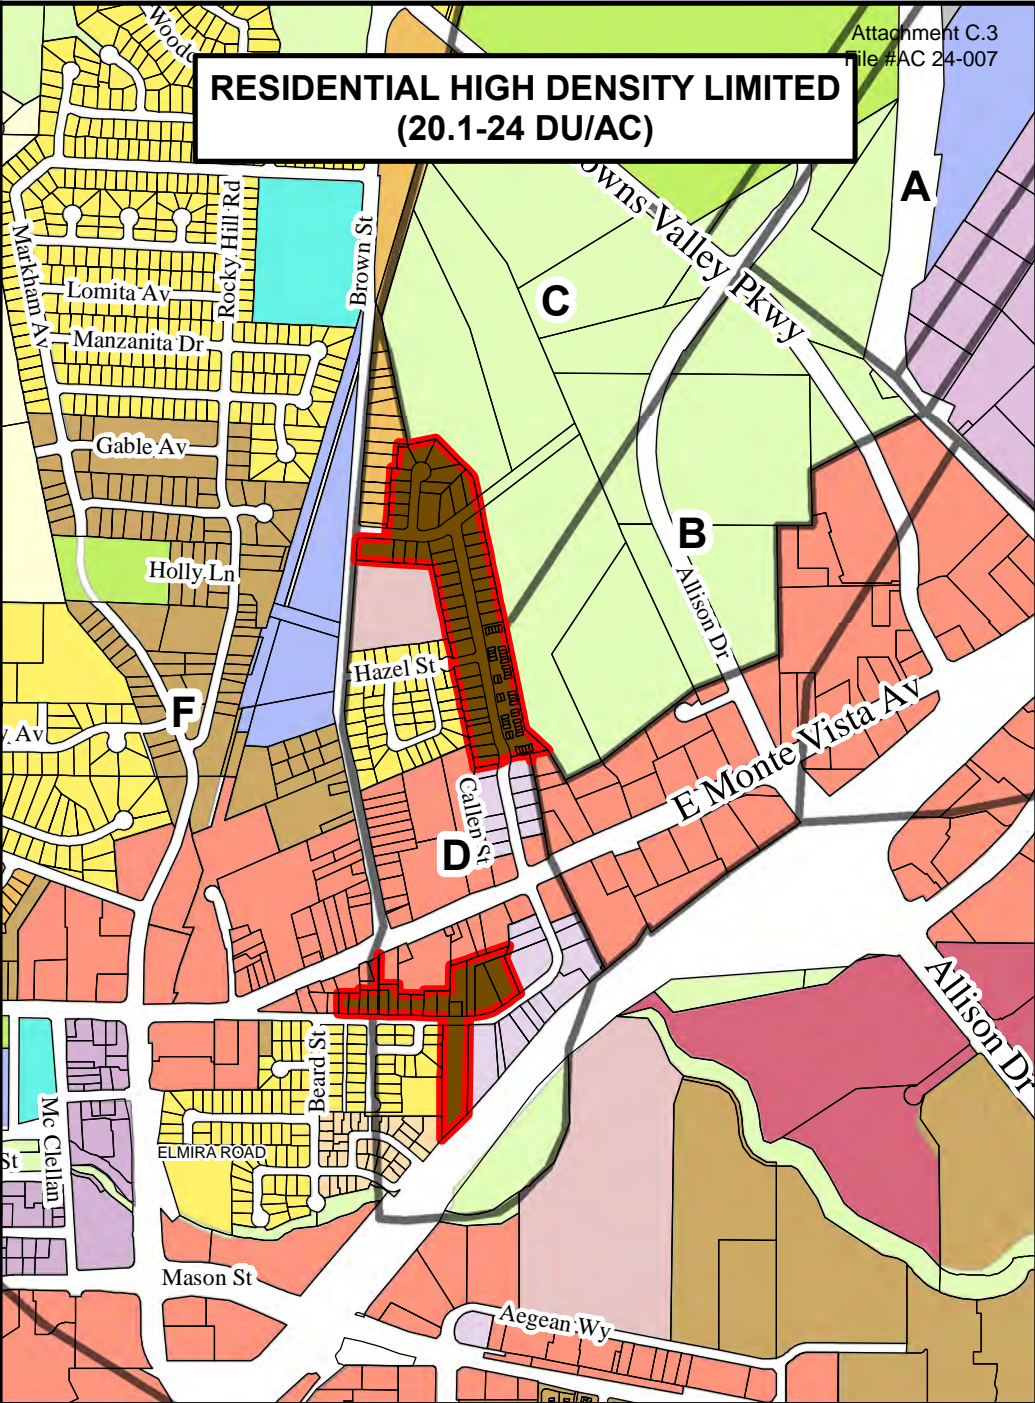 Attachment C.3
File #AC 24-007
RESIDENTIAL HIGH DENSITY LIMITED
(20.1-24 DU/AC)
A
Rocky Hill Rd
Brown St
Markham Av
Lomita Av
Manzanita Dr
C
Valley Pkwy
Gable Av
B
Holly Ln
Allison Dr
Hazel St
F
Av
E Monte Vista Av
Callen St
D
Allison Dr
Beard St
Mc Clellan
ELMIRA ROAD
St
Mason St
Aegean Wy